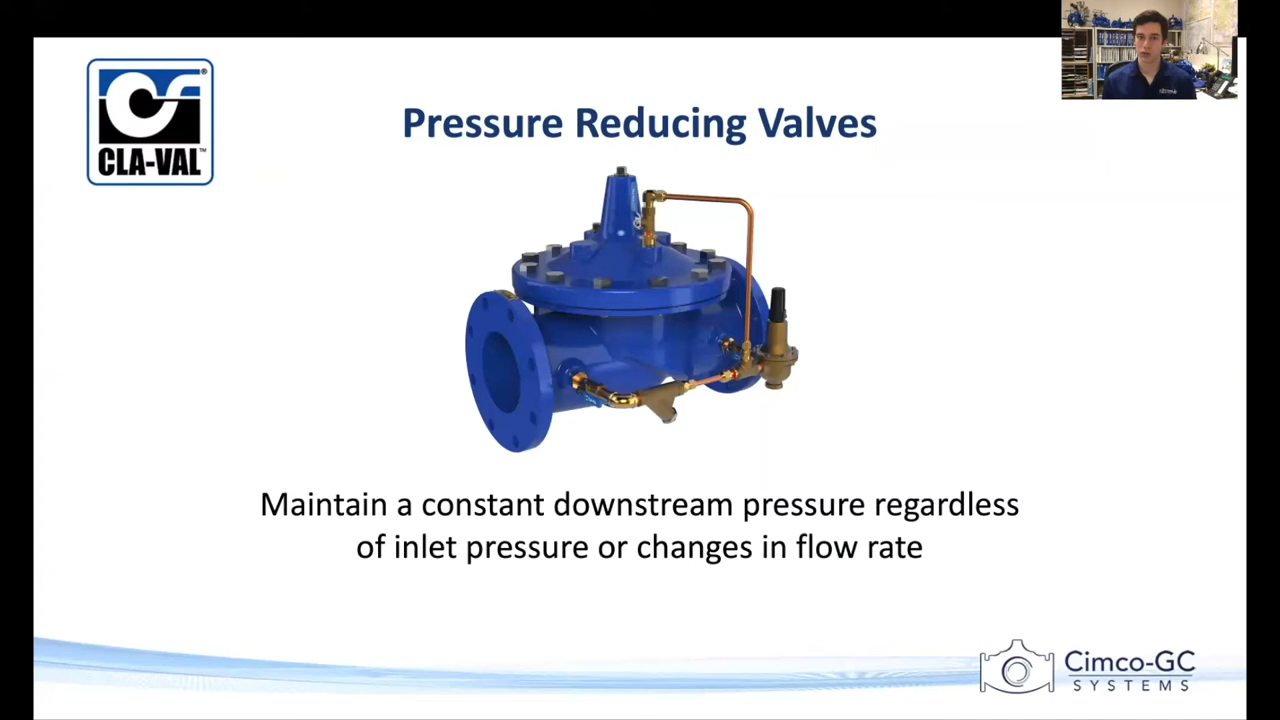 CLA-VAL
Pressure Reducing Valves
Maintain a constant downstream pressure regardless
of inlet pressure or changes in flow rate
Cimco-GC
SYSTEMS